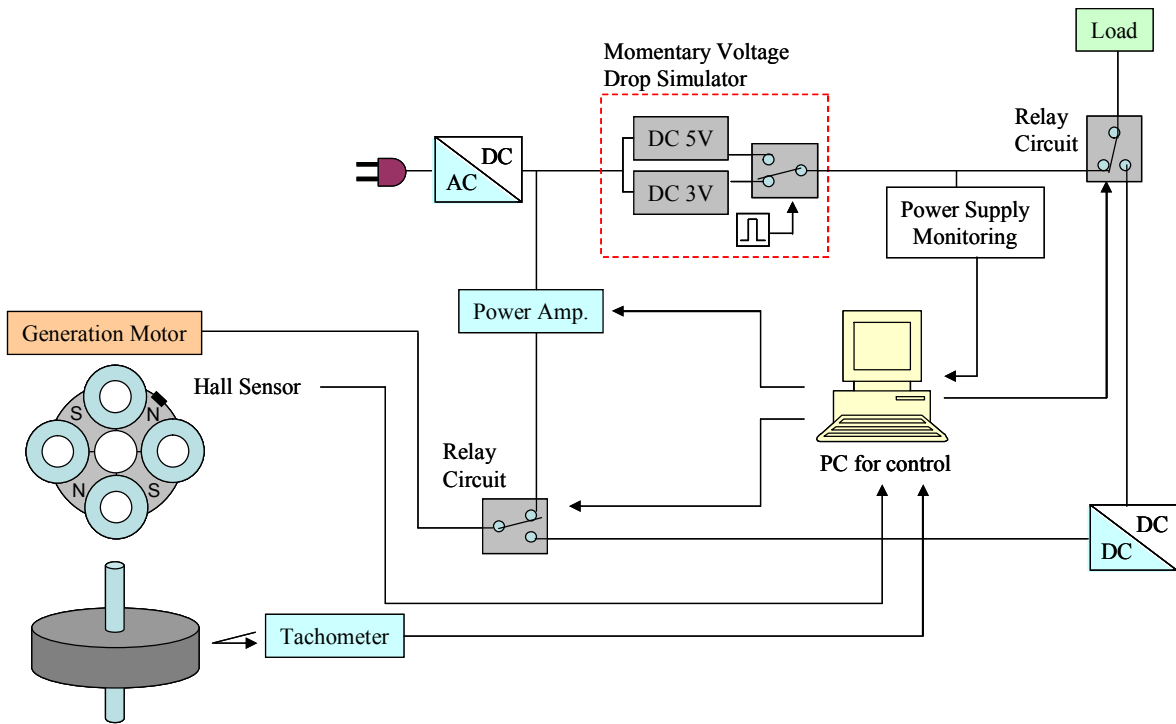 Load
Momentary Voltage
Drop Simulator
DC 5V
DC 3V
Relay
Circuit
DC
AC
Power Supply
Monitoring
Power Amp.
Generation Motor
Hall Sensor
S
N
N
S
PC for control
Relay
Circuit
DC
DC
Tachometer